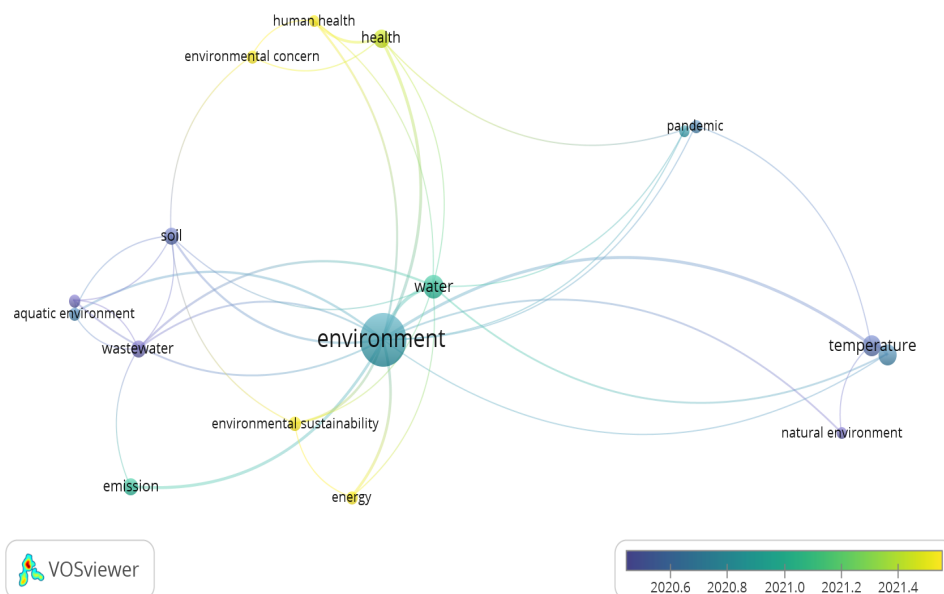 human health
health
environmental concern
pandemic
soil
water
aquatic environment
environment
wastewater
temperature
environmental sustainability
natural environment
emission
energy
VOSviewer
2020.6 2020.8 2021.0 2021.2 2021.4